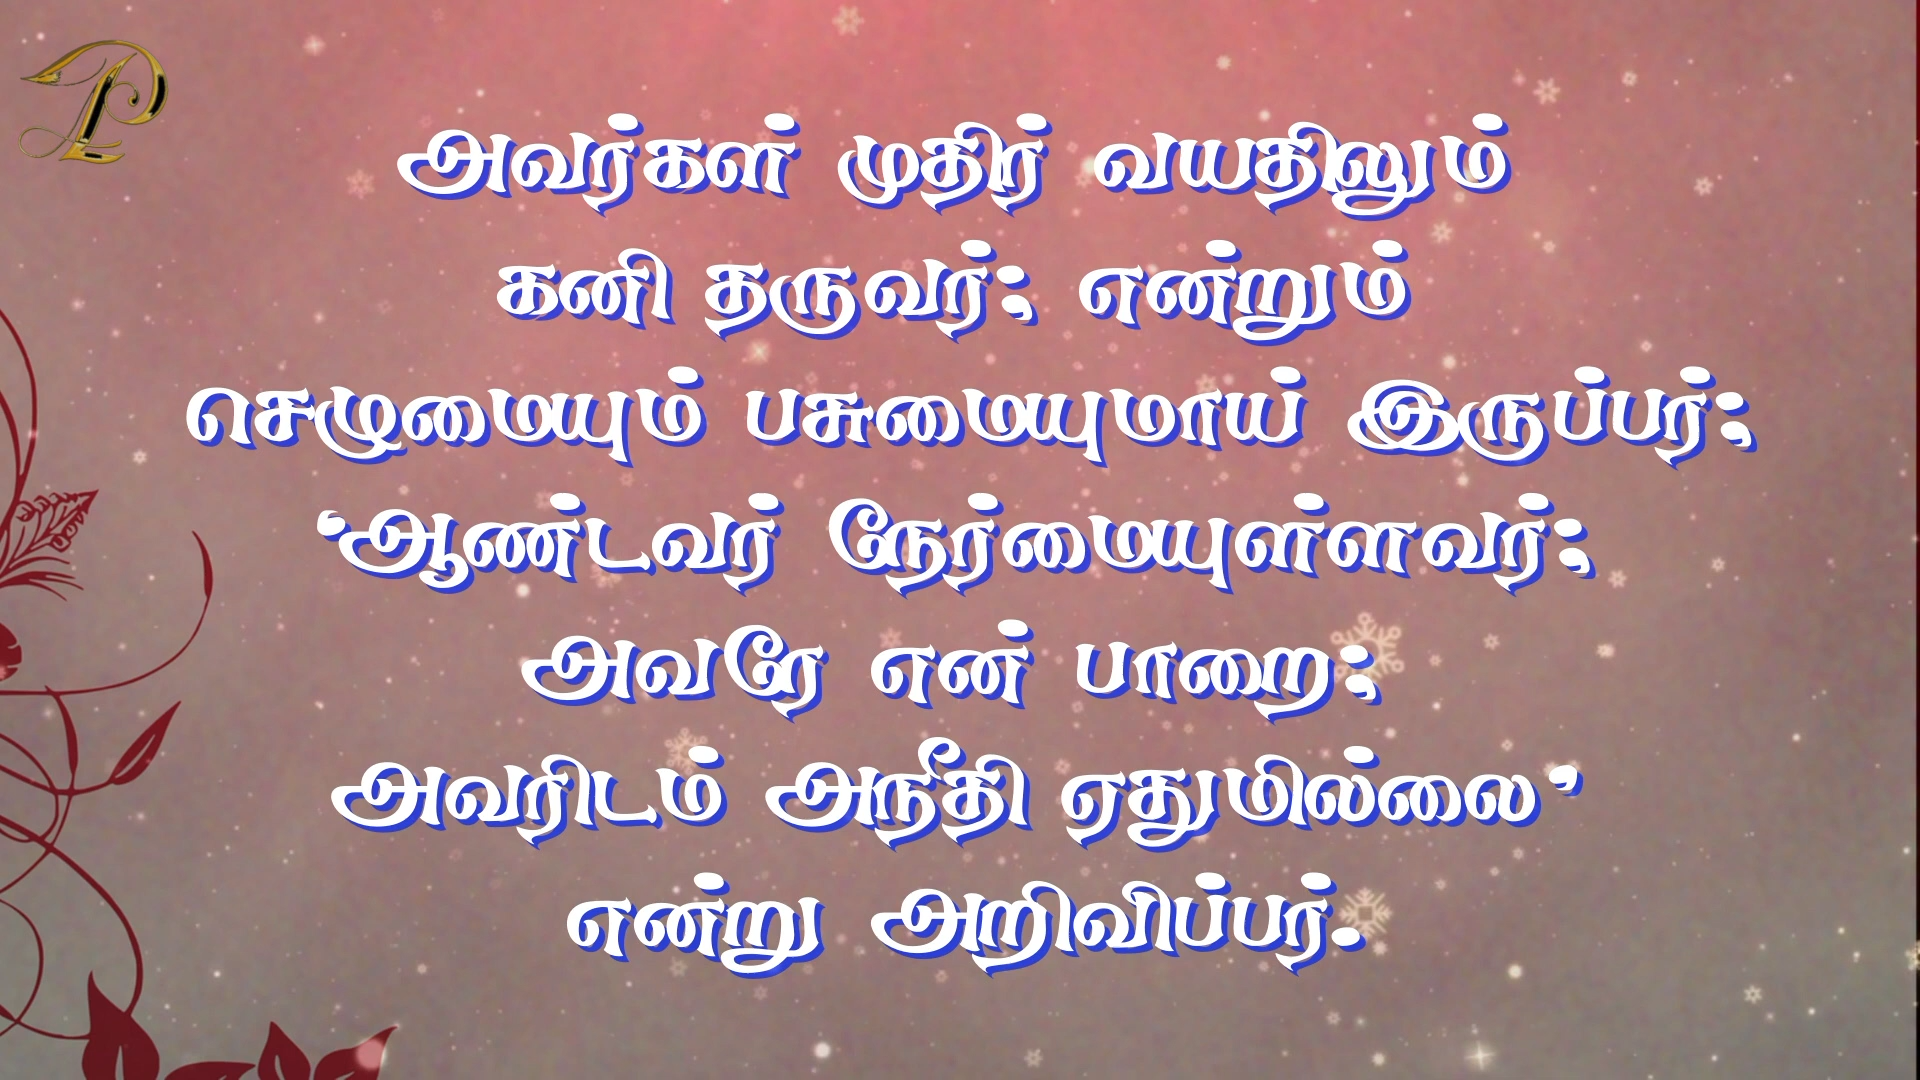 அவர்கள் முதிர் வயதிலும்
கனி தருவர்; என்றும்
செழுமையும் பசுமையுமாய் இருப்பர்;
‘ஆண்டவர் நேர்மையுள்ளவர்;
அவரே என் பாறை;
அவரிடம் அநீதி ஏதுமில்லை’
என்று அறிவிப்பர்.